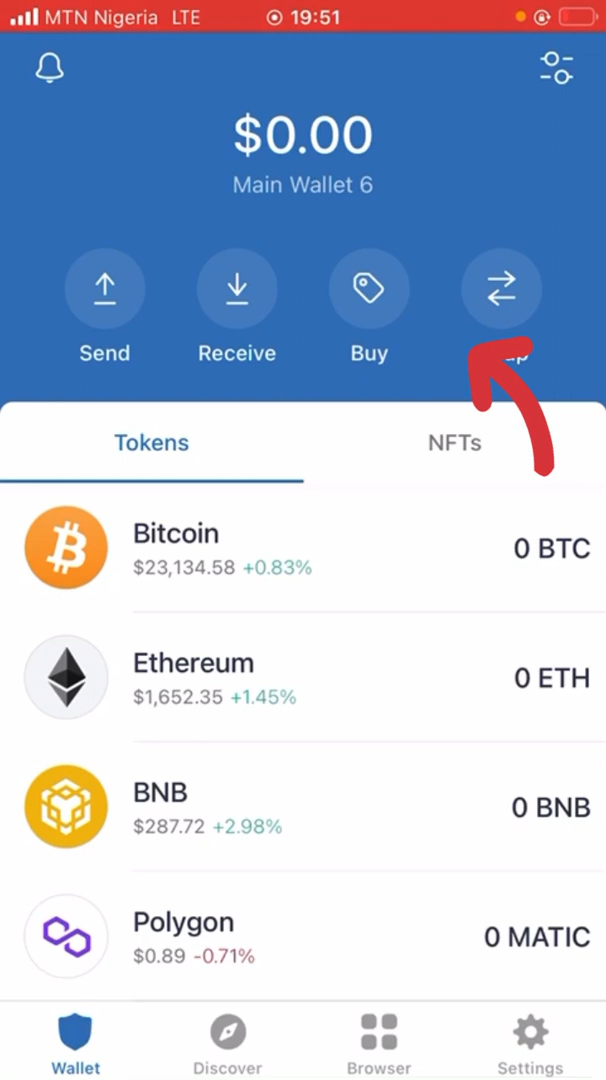 MTN Nigeria LTE 19:51
$0.00
Main Wallet 6
Send Receive Buy
Tokens NFTs
Bitcoin
$23,134.58 +0.83%
0 BTC
Ethereum
$1,652.35 +1.45%
0 ETH
BNB
$287.72 +2.98%
0 BNB
Polygon
$0.89 -0.71%
0 MATIC
Wallet Discover Browser Settings